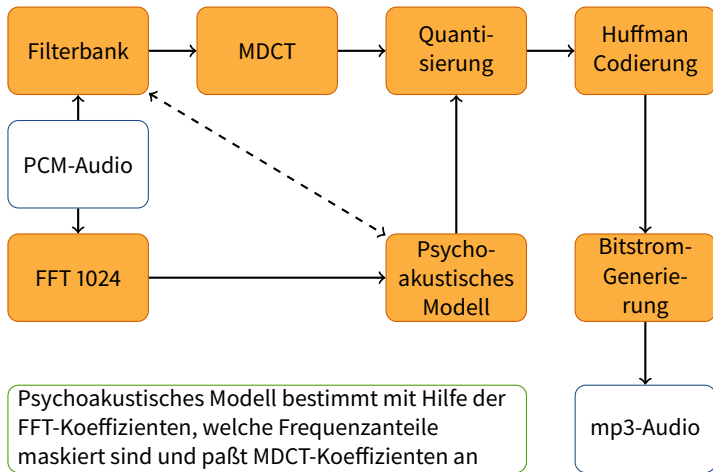 Filterbank
MDCT
Quanti-
sierung
Huffman
Codierung
PCM-Audio
FFT 1024
Psycho-
akustisches
Modell
Bitstrom-
Generie-
rung
Psychoakustisches Modell bestimmt mit Hilfe der
FFT-Koeffizienten, welche Frequenzanteile
maskiert sind und paßt MDCT-Koeffizienten an
mp3-Audio